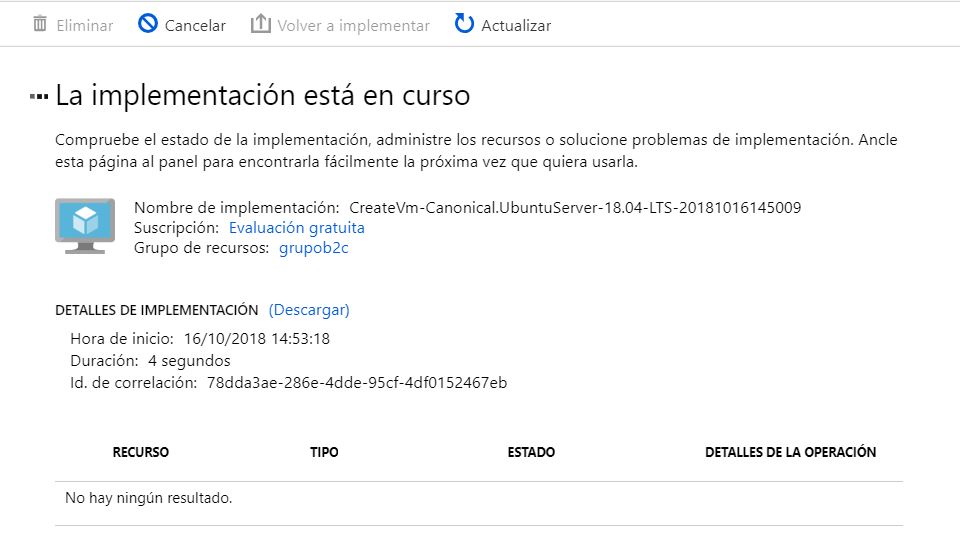 Eliminar Cancelar Volver a implementar Actualizar
La implementación está en curso
Compruebe el estado de la implementación, administre los recursos o solucione problemas de implementación. Ancle
esta página al panel para encontrarla fácilmente la próxima vez que quiera usarla.
Nombre de implementación: CreateVm-Canonical.UbuntuServer-18.04-LTS-20181016145009
Suscripción: Evaluación gratuita
Grupo de recursos: grupob2c
DETALLES DE IMPLEMENTACIÓN (Descargar)
Hora de inicio: 16/10/2018 14:53:18
Duración: 4 segundos
Id. de correlación: 78dda3ae-286e-4dde-95cf-4df0152467eb
RECURSO TIPO ESTADO DETALLES DE LA OPERACIÓN
No hay ningún resultado.